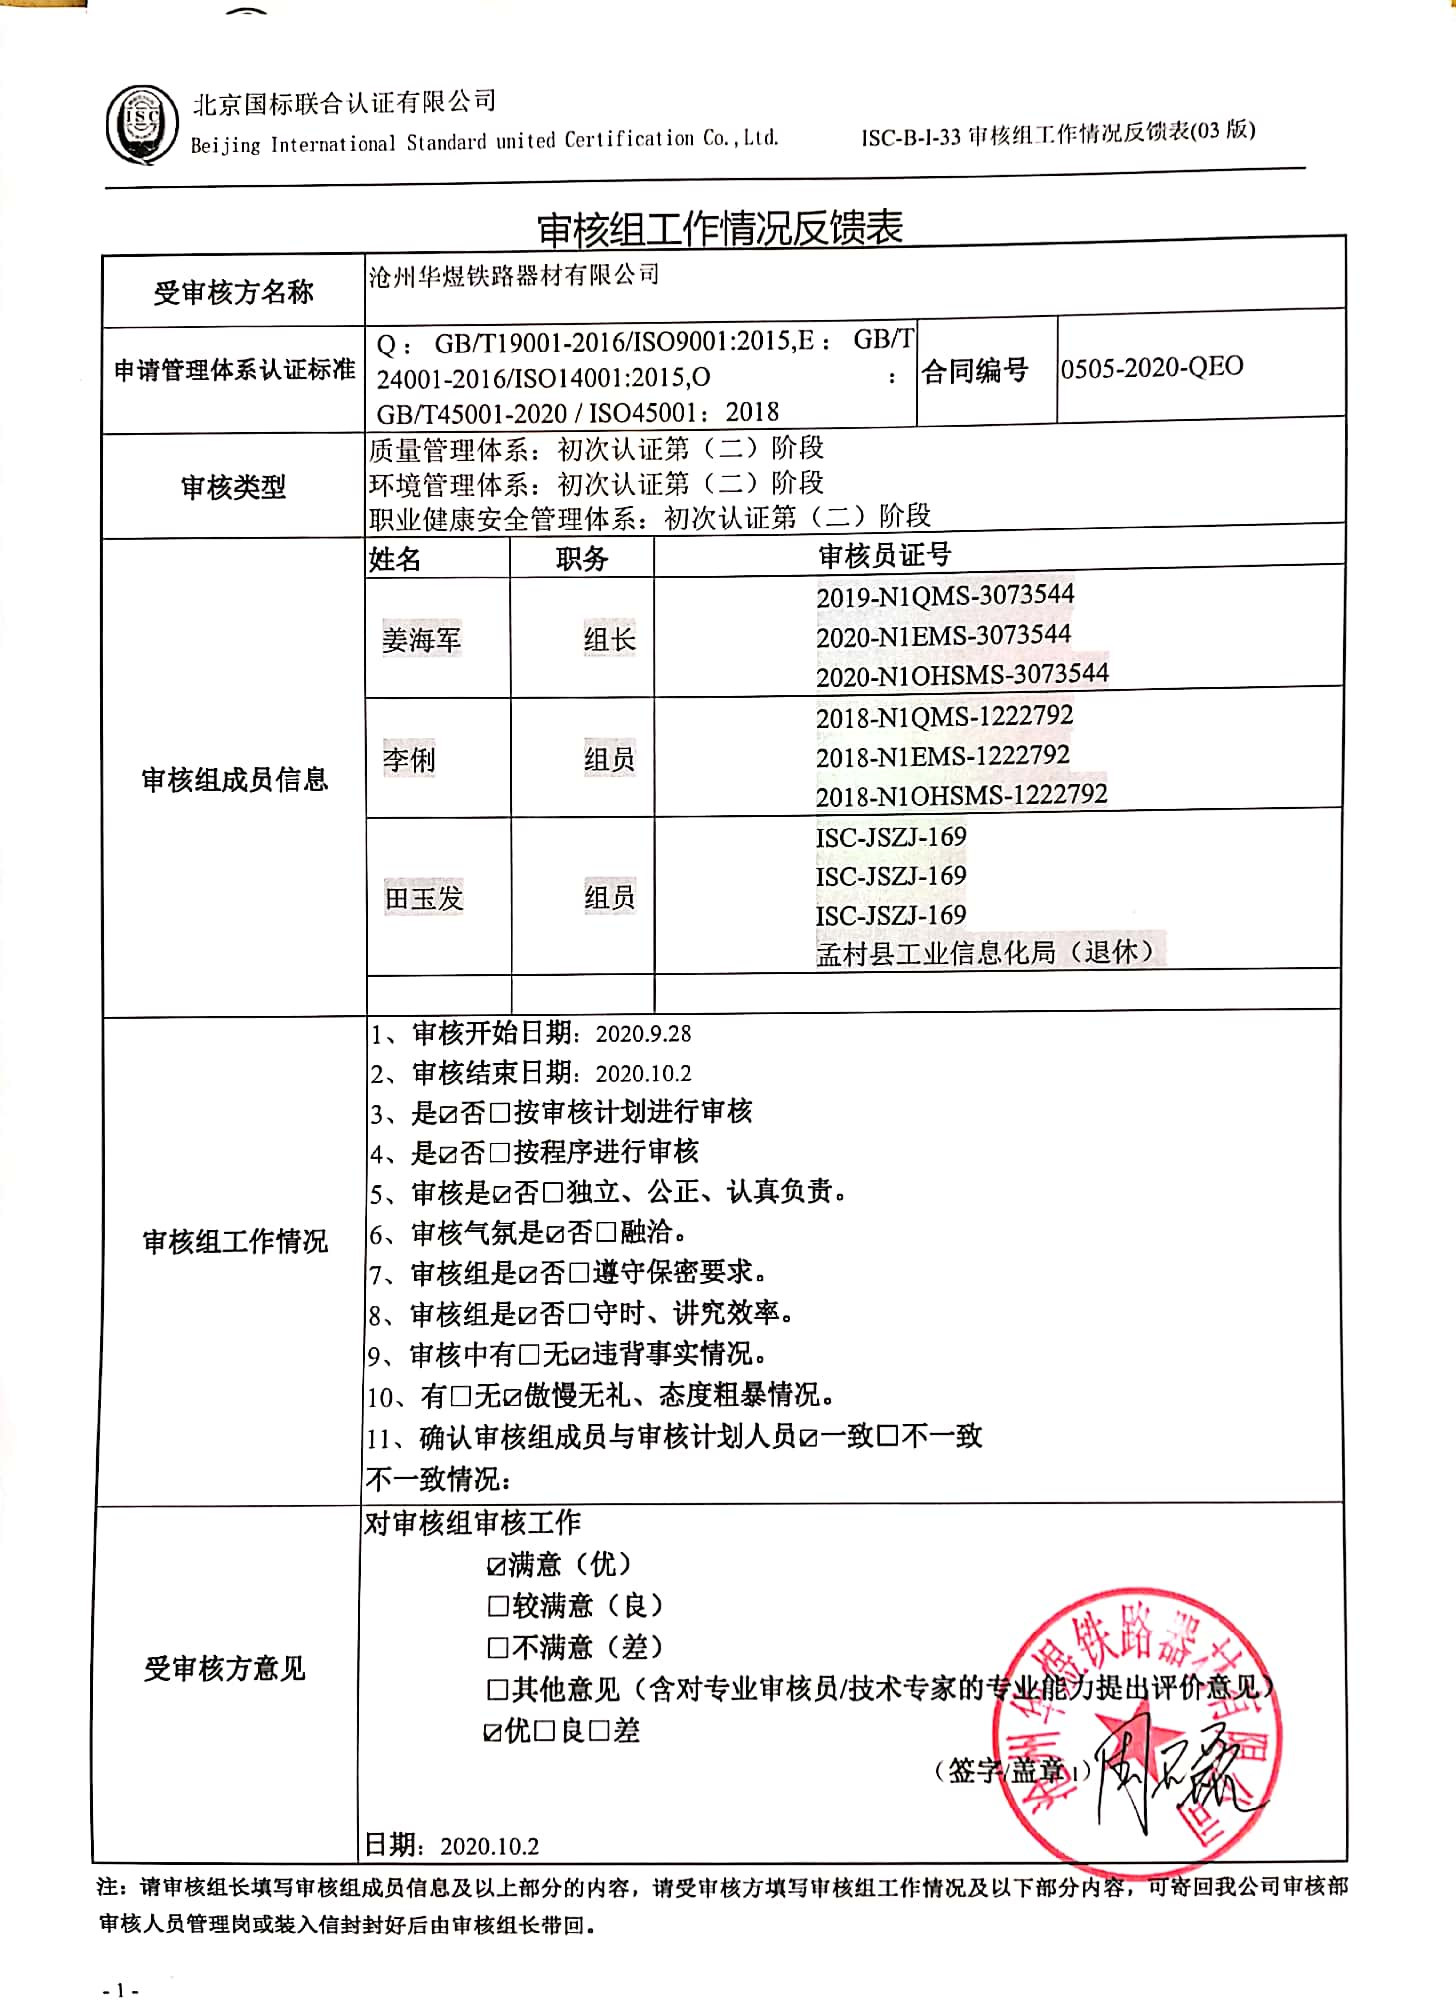 北京国标联合认证有限公司
Beijing International Standard united Certification Co.,Ltd.
ISC-B-I-33 审核组工作情况反馈表(03 版)
ISC
审核组工作情况反馈表
受审核方名称
沧州华煜铁路器材有限公司
申请管理体系认证标准
Q： GB/T19001-2016/ISO9001:2015,E： GB/T
24001-2016/ISO14001:2015,O ：
GB/T45001-2020 / ISO45001：2018
合同编号
0505-2020-QEO
审核类型
质量管理体系：初次认证第（二）阶段
环境管理体系：初次认证第（二）阶段
职业健康安全管理体系：初次认证第（二）阶段
审核组成员信息
姓名 职务 审核员证号
姜海军 组长
2019-N1QMS-3073544
2020-N1EMS-3073544
2020-N1OHSMS-3073544
李俐 组员
2018-N1QMS-1222792
2018-N1EMS-1222792
2018-N1OHSMS-1222792
田玉发 组员
ISC-JSZJ-169
ISC-JSZJ-169
ISC-JSZJ-169
孟村县工业信息化局（退休）
审核组工作情况
1、审核开始日期：2020.9.28
2、审核结束日期：2020.10.2
3、是☑否□按审核计划进行审核
4、是☑否□按程序进行审核
5、审核是☑否□独立、公正、认真负责。
6、审核气氛是☑否□融洽。
7、审核组是☑否□遵守保密要求。
8、审核组是☑否□守时、讲究效率。
9、审核中有□无☑违背事实情况。
10、有□无☑傲慢无礼、态度粗暴情况。
11、确认审核组成员与审核计划人员☑一致□不一致
不一致情况：
受审核方意见
对审核组审核工作
☑满意（优）
□较满意（良）
□不满意（差）
□其他意见（含对专业审核员/技术专家的专业能力提出评价意见）
☑优□良□差
（签字/盖章）
沧州华煜铁路器材有限公司
日期：2020.10.2
注：请审核组长填写审核组成员信息及以上部分的内容，请受审核方填写审核组工作情况及以下部分内容，可寄回我公司审核部
审核人员管理岗或装入信封封好后由审核组长带回。
- 1 -